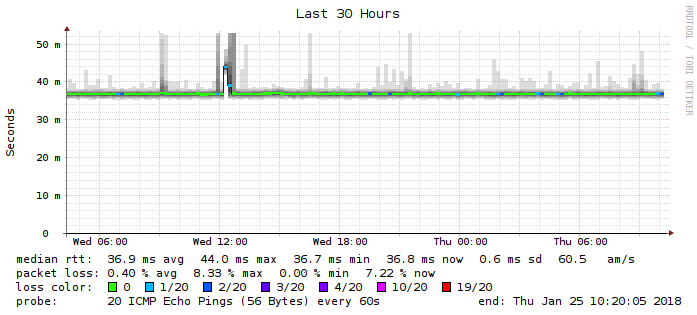 Last 30 Hours
RRDTOOL / TOBI OETIKER
Seconds
50 m
40 m
30 m
20 m
10 m
0
Wed 06:00 Wed 12:00 Wed 18:00 Thu 00:00 Thu 06:00
median rtt: 36.9 ms avg 44.0 ms max 36.7 ms min 36.8 ms now 0.6 ms sd 60.5 am/s
packet loss: 0.40 % avg 8.33 % max 0.00 % min 7.22 % now
loss color: 0 1/20 2/20 3/20 4/20 10/20 19/20
probe: 20 ICMP Echo Pings (56 Bytes) every 60s end: Thu Jan 25 10:20:05 2018